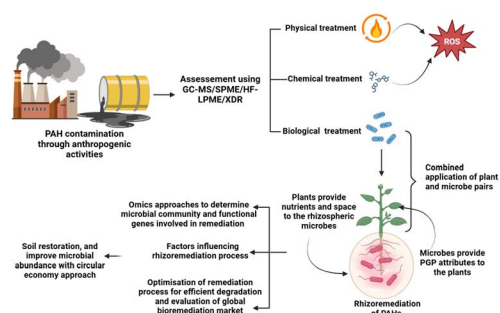 Physical treatment
ROS
Assessement using
GC-MS/SPME/HF-
LPME/XDR
Chemical treatment
PAH contamination
through anthropogenic
activities
Biological treatment
Combined
application of plant
and microbe pairs
Plants provide
nutrients and space
to the rhizospheric
microbes
Omics approaches to determine
microbial community and functional
genes involved in remediation
Soil restoration, and
improve microbial
abundance with circular
economy approach
Factors influencing
rhizoremediation process
Microbes provide
PGP attributes to
the plants
Optimisation of remediation
process for efficient degradation
and evaluation of global
bioremediation market
Rhizoremediation
of PAHs